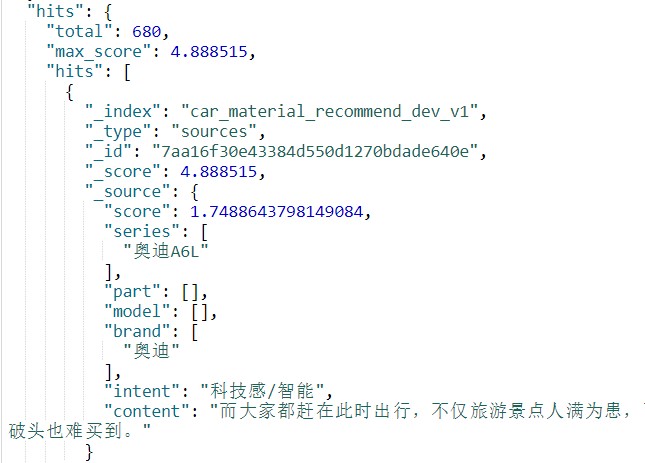 "hits": {
"total": 680,
"max_score": 4.888515,
"hits": [
{
"_index": "car_material_recommend_dev_v1",
"_type": "sources",
"_id": "7aa16f30e43384d550d1270bdade640e",
"_score": 4.888515,
"_source": {
"score": 1.7488643798149084,
"series": [
"奥迪A6L"
],
"part": [],
"model": [],
"brand": [
"奥迪"
],
"intent": "科技感/智能",
"content": "而大家都赶在此时出行，不仅旅游景点人满为患，
破头也难买到。"
}